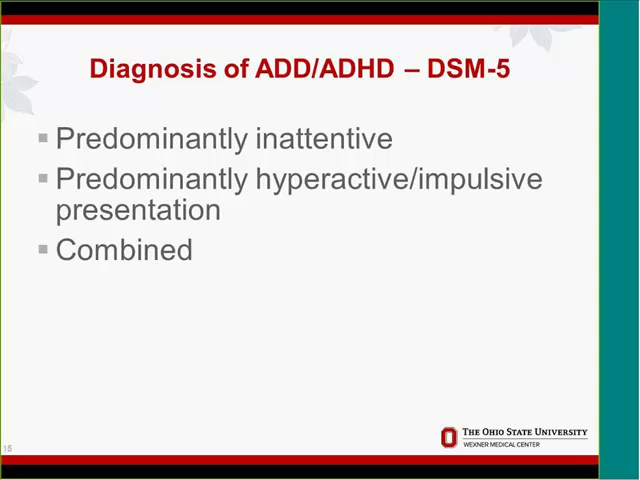 Diagnosis of ADD/ADHD – DSM-5
▪ Predominantly inattentive
▪ Predominantly hyperactive/impulsive
presentation
▪ Combined
THE OHIO STATE UNIVERSITY
WEXNER MEDICAL CENTER